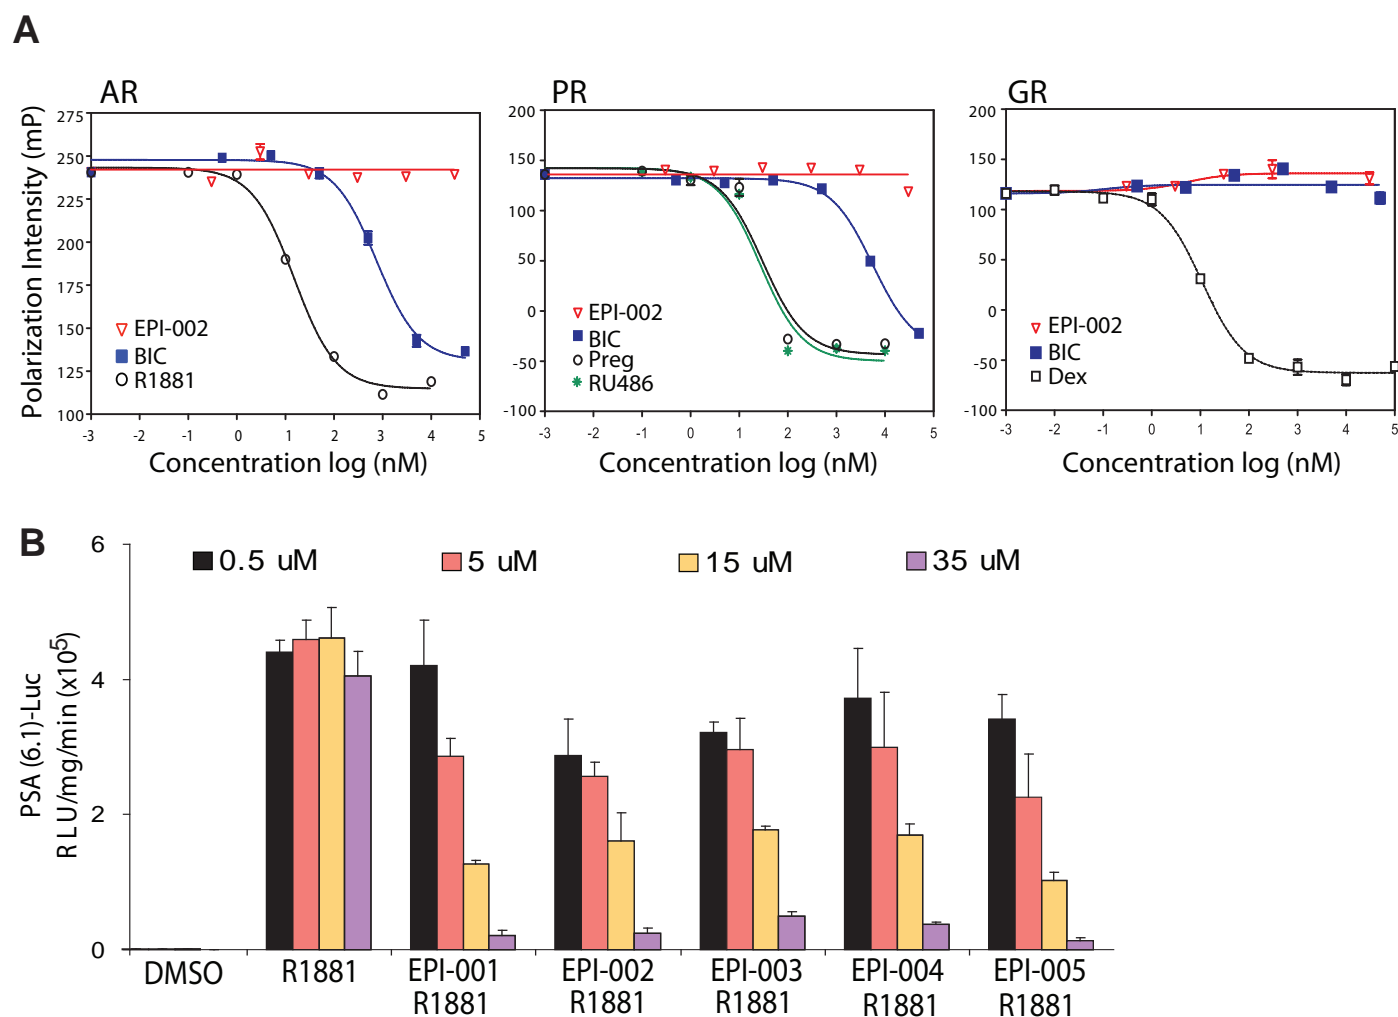 A
AR
PR
GR
Polarization Intensity (mP)
275
250
225
200
175
150
125
100
EPI-002
BIC
R1881
-3 -2 -1 0 1 2 3 4 5
Concentration log (nM)
200
150
100
50
0
-50
-100
EPI-002
BIC
Preg
RU486
-3 -2 -1 0 1 2 3 4 5
Concentration log (nM)
200
150
100
50
0
-50
-100
EPI-002
BIC
Dex
-3 -2 -1 0 1 2 3 4 5
Concentration log (nM)
B
0.5 uM 5 uM 15 uM 35 uM
PSA (6.1)-Luc
RLU/mg/min (x10⁵)
6
4
2
0
DMSO
R1881
EPI-001
R1881
EPI-002
R1881
EPI-003
R1881
EPI-004
R1881
EPI-005
R1881